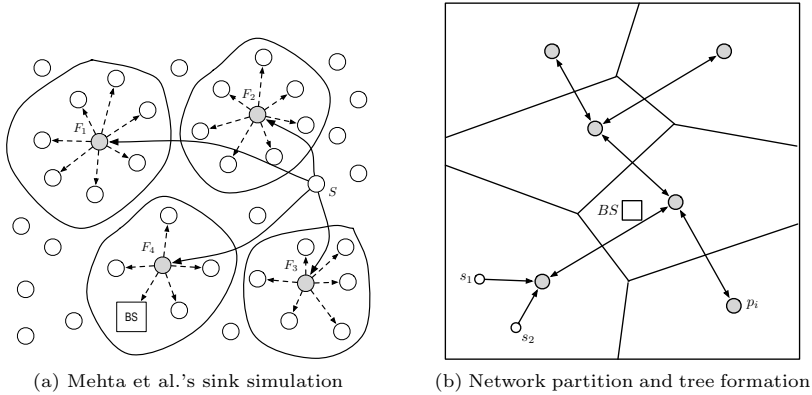 F₂
F₁
S
F₄
F₃
BS
BS
s₁
s₂
pᵢ
(a) Mehta et al.'s sink simulation
(b) Network partition and tree formation